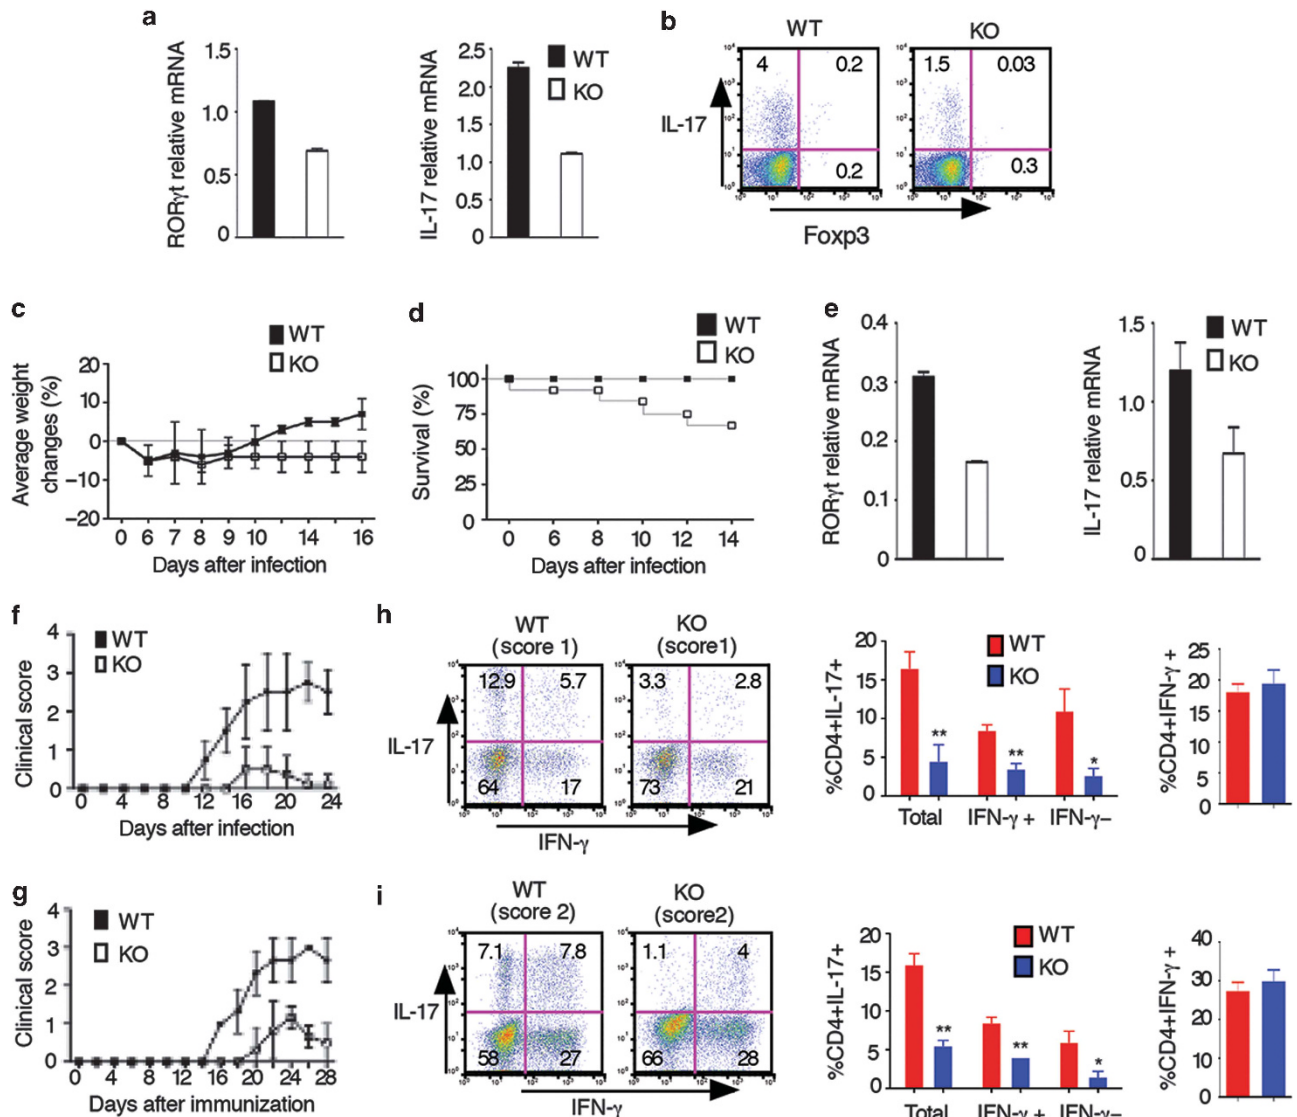 a
RORγt relative mRNA
1.5
1.0
0.5
0
IL-17 relative mRNA
2.5
2.0
1.5
1.0
0.5
0
WT
KO
b
WT
KO
IL-17
4
0.2
0.2
1.5
0.03
0.3
Foxp3
c
WT
KO
Average weight
changes (%)
20
10
0
−10
−20
0 6 7 8 9 10 14 16
Days after infection
d
WT
KO
Survival (%)
100
75
50
25
0
0 6 8 10 12 14
Days after infection
e
RORγt relative mRNA
0.4
0.3
0.2
0.1
0
IL-17 relative mRNA
1.5
1.0
0.5
0
WT
KO
f
WT
KO
Clinical score
4
3
2
1
0
0 4 8 12 16 20 24
Days after infection
g
WT
KO
Clinical score
4
3
2
1
0
0 4 8 12 16 20 24 28
Days after immunization
h
WT
(score 1)
KO
(score1)
IL-17
12.9
5.7
64
17
3.3
2.8
73
21
IFN-γ
%CD4+IL-17+
20
15
10
5
0
WT
KO
**
**
*
Total IFN-γ + IFN-γ−
%CD4+IFN-γ +
25
20
15
10
5
0
i
WT
(score 2)
KO
(score2)
IL-17
7.1
7.8
58
27
1.1
4
66
28
IFN-γ
%CD4+IL-17+
20
15
10
5
0
WT
KO
**
**
*
Total IFN-γ + IFN-γ−
%CD4+IFN-γ +
40
30
20
10
0